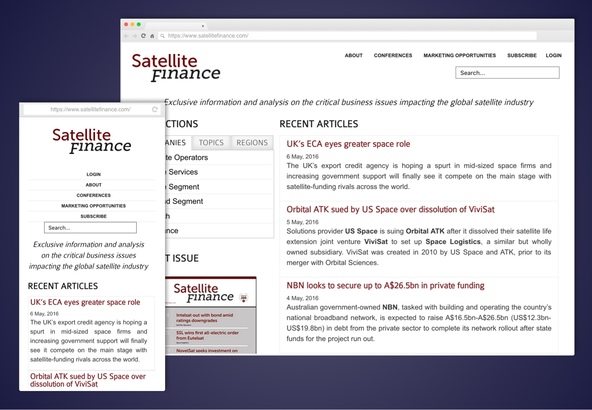 https://www.satellitefinance.com/
Satellite
Finance
ABOUT CONFERENCES MARKETING OPPORTUNITIES SUBSCRIBE LOGIN
Search...
Exclusive information and analysis on the critical business issues impacting the global satellite industry
CTIONS
ANIES TOPICS REGIONS
te Operators
e Services
e Segment
nd Segment
h
nce
T ISSUE
Satellite
Finance
Intelsat out with bond amid
ratings downgrades
SSL wins first all-electric order
from Eutelsat
NovelSat seeks investment on
RECENT ARTICLES
UK's ECA eyes greater space role
6 May, 2016
The UK's export credit agency is hoping a spurt in mid-sized space firms and
increasing government support will finally see it compete on the main stage with
satellite-funding rivals across the world.
Orbital ATK sued by US Space over dissolution of ViviSat
5 May, 2016
Solutions provider US Space is suing Orbital ATK after it dissolved their satellite life
extension joint venture ViviSat to set up Space Logistics, a similar but wholly
owned subsidiary. ViviSat was created in 2010 by US Space and ATK, prior to its
merger with Orbital Sciences.
NBN looks to secure up to A$26.5bn in private funding
4 May, 2016
Australian government-owned NBN, tasked with building and operating the country's
national broadband network, is expected to raise A$16.5bn-A$26.5bn (US$12.3bn-
US$19.8bn) in debt from the private sector to complete its network rollout after state
funds for the project run out.
https://www.satellitefinance.com/
Satellite
Finance
LOGIN
ABOUT
CONFERENCES
MARKETING OPPORTUNITIES
SUBSCRIBE
Search...
Exclusive information and analysis
on the critical business issues
impacting the global satellite industry
RECENT ARTICLES
UK's ECA eyes greater space role
6 May, 2016
The UK's export credit agency is hoping a
spurt in mid-sized space firms and
increasing government support will finally
see it compete on the main stage with
satellite-funding rivals across the world.
Orbital ATK sued by US Space over
dissolution of ViviSat